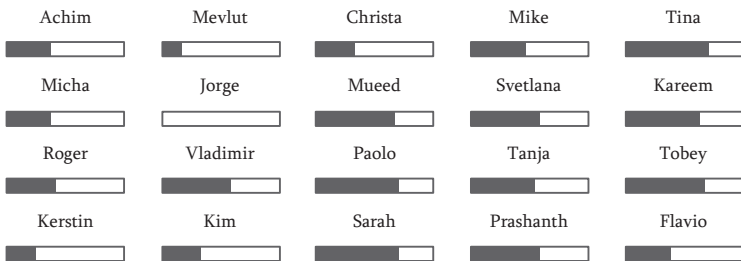 Achim Mevlut Christa Mike Tina
Micha Jorge Mueed Svetlana Kareem
Roger Vladimir Paolo Tanja Tobey
Kerstin Kim Sarah Prashanth Flavio